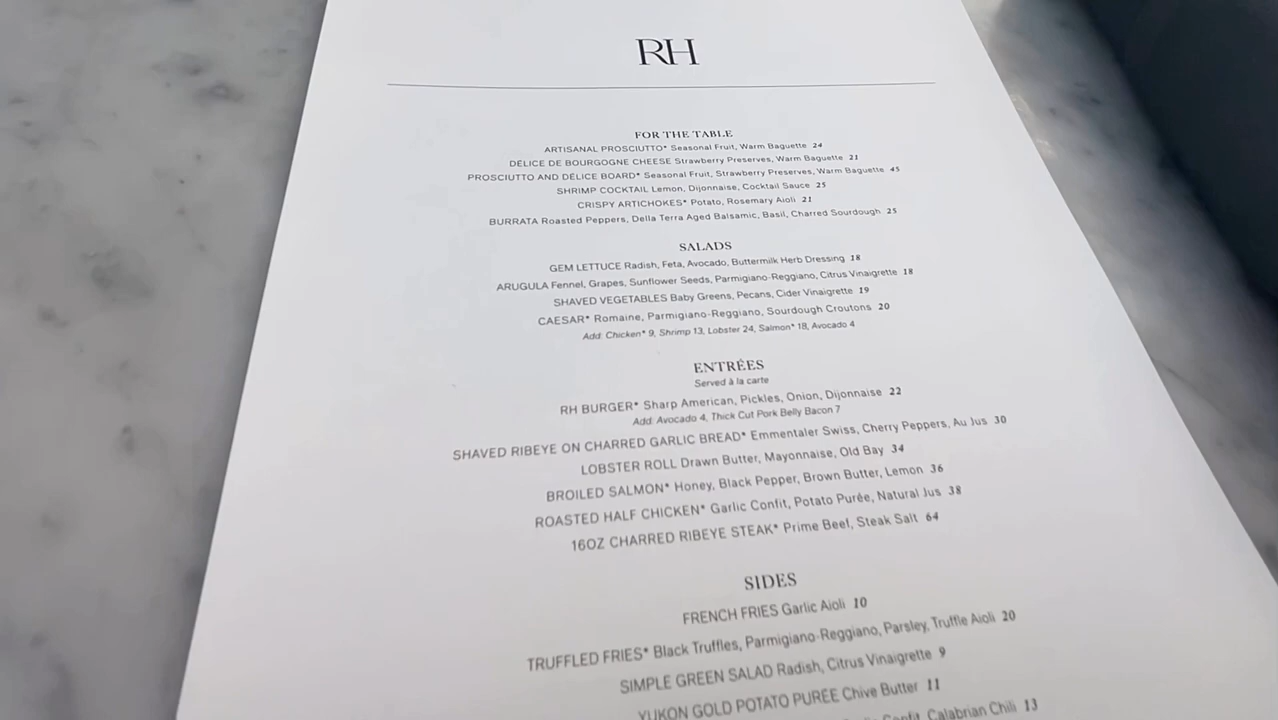 RH
FOR THE TABLE
ARTISANAL PROSCIUTTO* Seasonal Fruit, Warm Baguette 24
DÉLICE DE BOURGOGNE CHEESE Strawberry Preserves, Warm Baguette 21
PROSCIUTTO AND DÉLICE BOARD* Seasonal Fruit, Strawberry Preserves, Warm Baguette 45
SHRIMP COCKTAIL Lemon, Dijonnaise, Cocktail Sauce 25
CRISPY ARTICHOKES* Potato, Rosemary Aioli 21
BURRATA Roasted Peppers, Della Terra Aged Balsamic, Basil, Charred Sourdough 25
SALADS
GEM LETTUCE Radish, Feta, Avocado, Buttermilk Herb Dressing 18
ARUGULA Fennel, Grapes, Sunflower Seeds, Parmigiano-Reggiano, Citrus Vinaigrette 18
SHAVED VEGETABLES Baby Greens, Pecans, Cider Vinaigrette 19
CAESAR* Romaine, Parmigiano-Reggiano, Sourdough Croutons 20
Add: Chicken* 9, Shrimp 13, Lobster 24, Salmon* 18, Avocado 4
ENTRÉES
Served à la carte
RH BURGER* Sharp American, Pickles, Onion, Dijonnaise 22
Add: Avocado 4, Thick Cut Pork Belly Bacon 7
SHAVED RIBEYE ON CHARRED GARLIC BREAD* Emmentaler Swiss, Cherry Peppers, Au Jus 30
LOBSTER ROLL Drawn Butter, Mayonnaise, Old Bay 34
BROILED SALMON* Honey, Black Pepper, Brown Butter, Lemon 36
ROASTED HALF CHICKEN* Garlic Confit, Potato Purée, Natural Jus 38
16OZ CHARRED RIBEYE STEAK* Prime Beef, Steak Salt 64
SIDES
FRENCH FRIES Garlic Aioli 10
TRUFFLED FRIES* Black Truffles, Parmigiano-Reggiano, Parsley, Truffle Aioli 20
SIMPLE GREEN SALAD Radish, Citrus Vinaigrette 9
YUKON GOLD POTATO PURÉE Chive Butter 11
Confit, Calabrian Chili 13